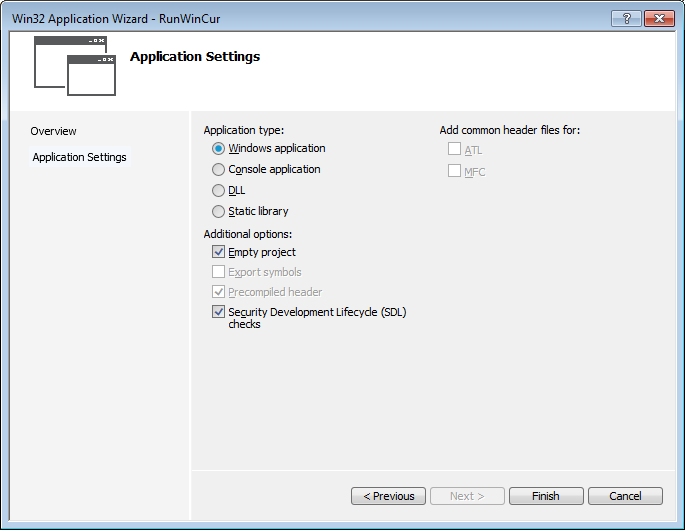 Win32 Application Wizard - RunWinCur
Application Settings
Overview
Application Settings
Application type:
Windows application
Console application
DLL
Static library
Additional options:
Empty project
Export symbols
Precompiled header
Security Development Lifecycle (SDL)
checks
Add common header files for:
ATL
MFC
< Previous
Next >
Finish
Cancel